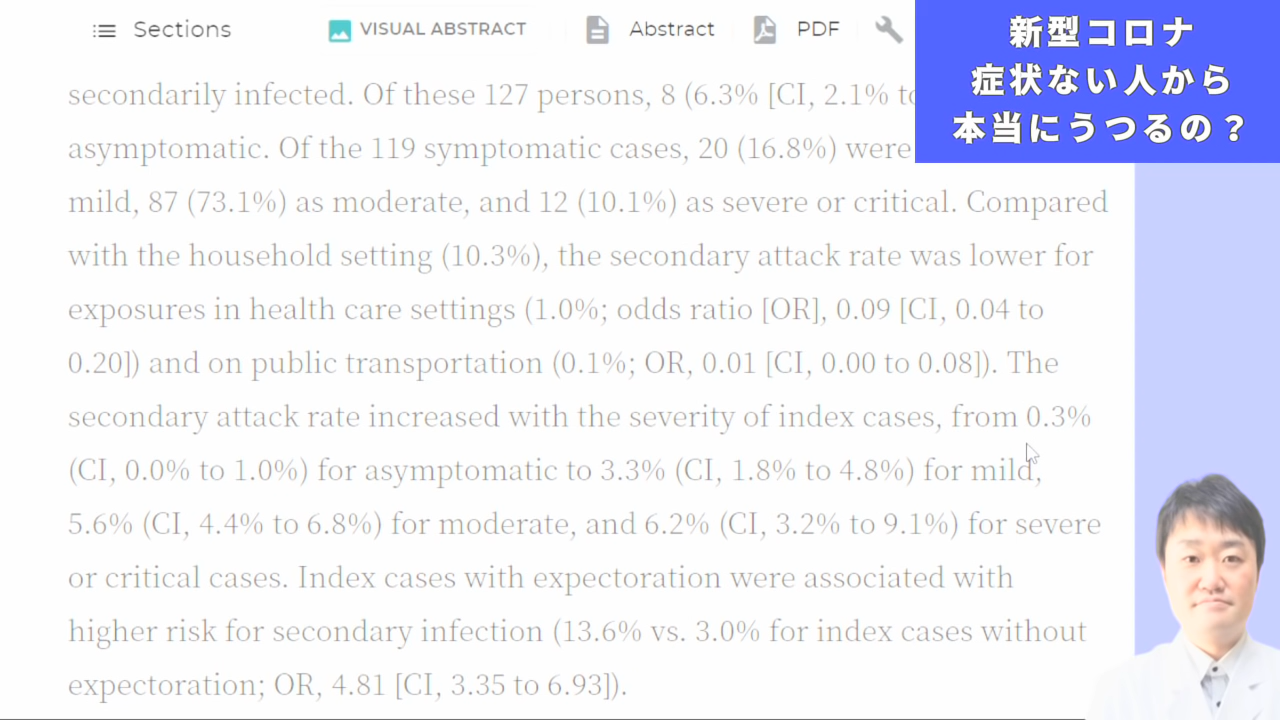 Sections
VISUAL ABSTRACT
Abstract
PDF
新型コロナ
症状ない人から
本当にうつるの？
secondarily infected. Of these 127 persons, 8 (6.3% [CI, 2.1% to
asymptomatic. Of the 119 symptomatic cases, 20 (16.8%) were
mild, 87 (73.1%) as moderate, and 12 (10.1%) as severe or critical. Compared
with the household setting (10.3%), the secondary attack rate was lower for
exposures in health care settings (1.0%; odds ratio [OR], 0.09 [CI, 0.04 to
0.20]) and on public transportation (0.1%; OR, 0.01 [CI, 0.00 to 0.08]). The
secondary attack rate increased with the severity of index cases, from 0.3%
(CI, 0.0% to 1.0%) for asymptomatic to 3.3% (CI, 1.8% to 4.8%) for mild,
5.6% (CI, 4.4% to 6.8%) for moderate, and 6.2% (CI, 3.2% to 9.1%) for severe
or critical cases. Index cases with expectoration were associated with
higher risk for secondary infection (13.6% vs. 3.0% for index cases without
expectoration; OR, 4.81 [CI, 3.35 to 6.93]).